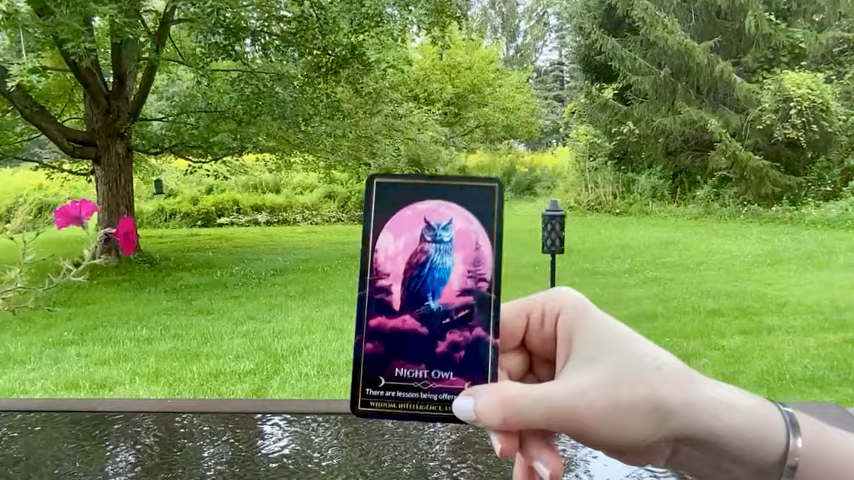 NIGHT OWL
There are lessons being offere
WISDOM, INTELLIGENCE,